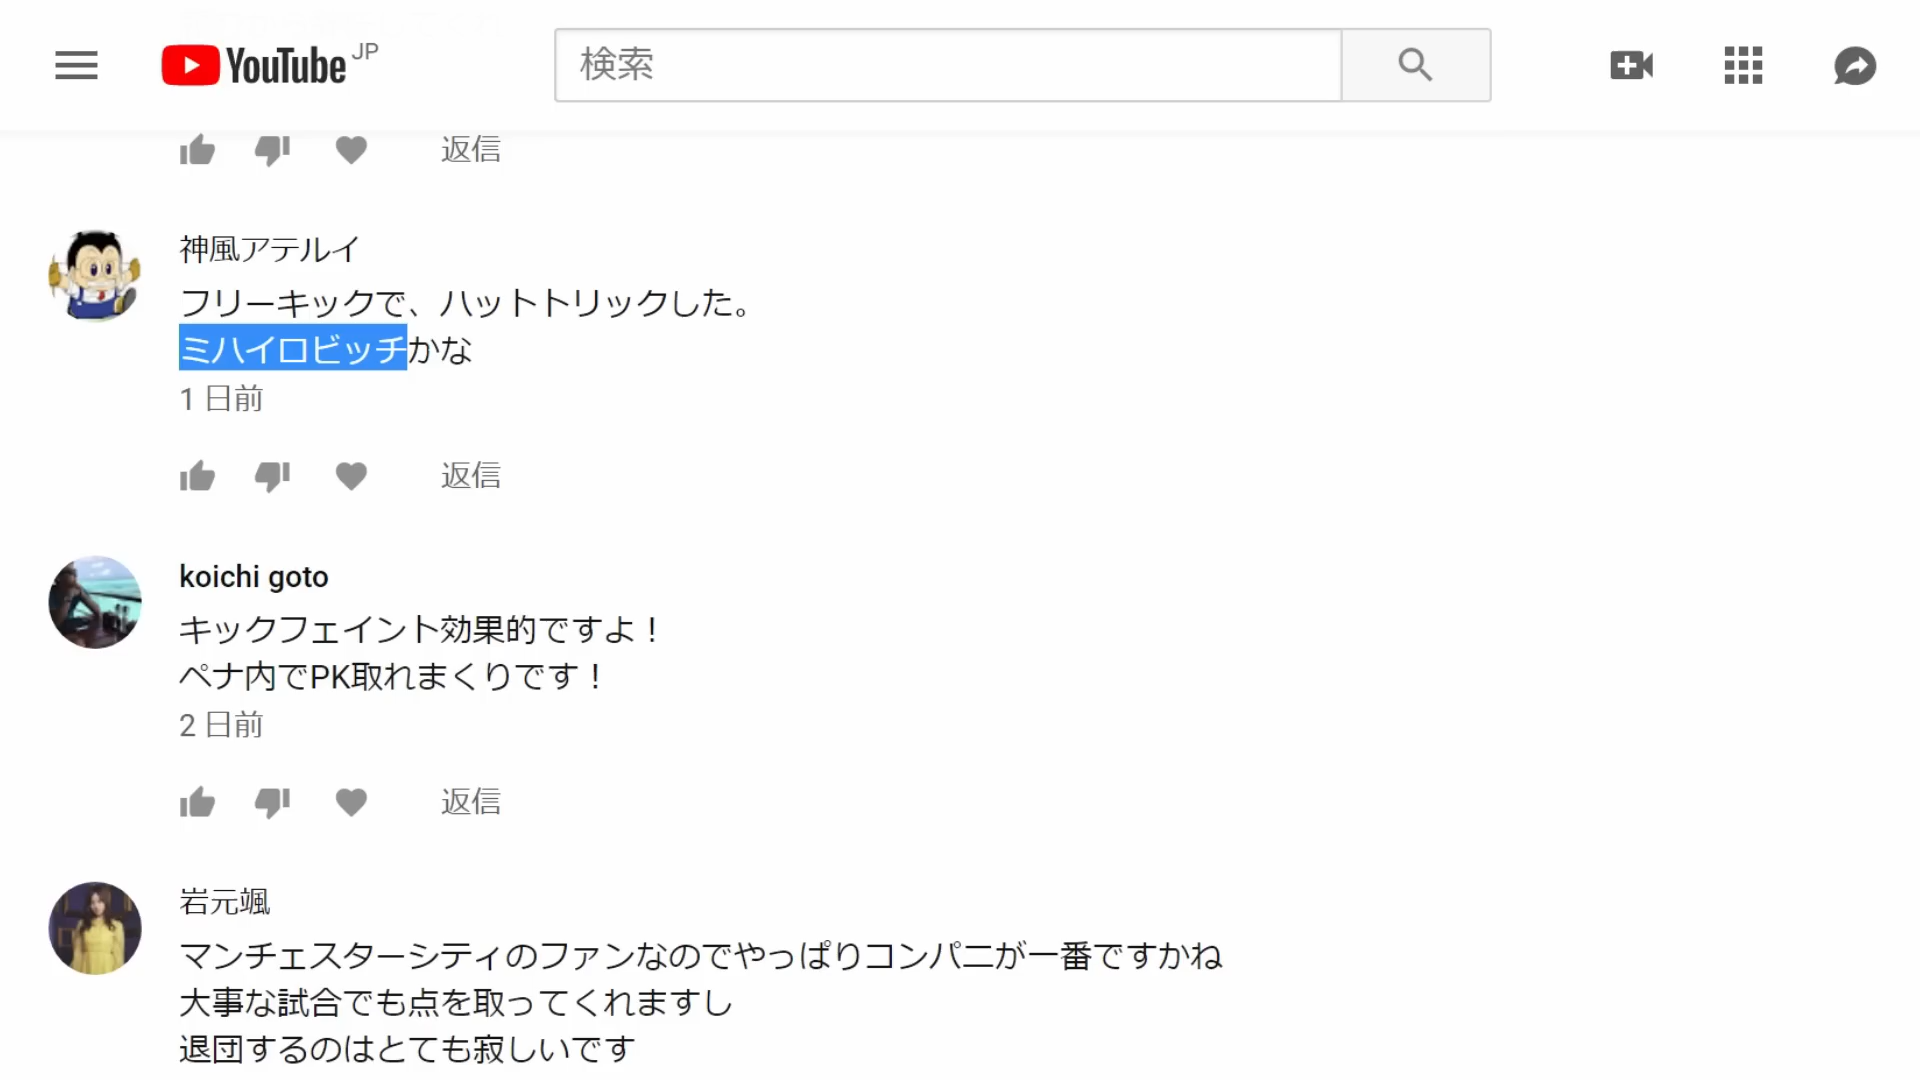 YouTube JP
検索
返信
神風アテルイ
フリーキックで、ハットトリックした。
ミハイロビッチかな
1 日前
返信
koichi goto
キックフェイント効果的ですよ！
ペナ内でPK取れまくりです！
2 日前
返信
岩元颯
マンチェスターシティのファンなのでやっぱりコンパニが一番ですかね
大事な試合でも点を取ってくれますし
退団するのはとても寂しいです